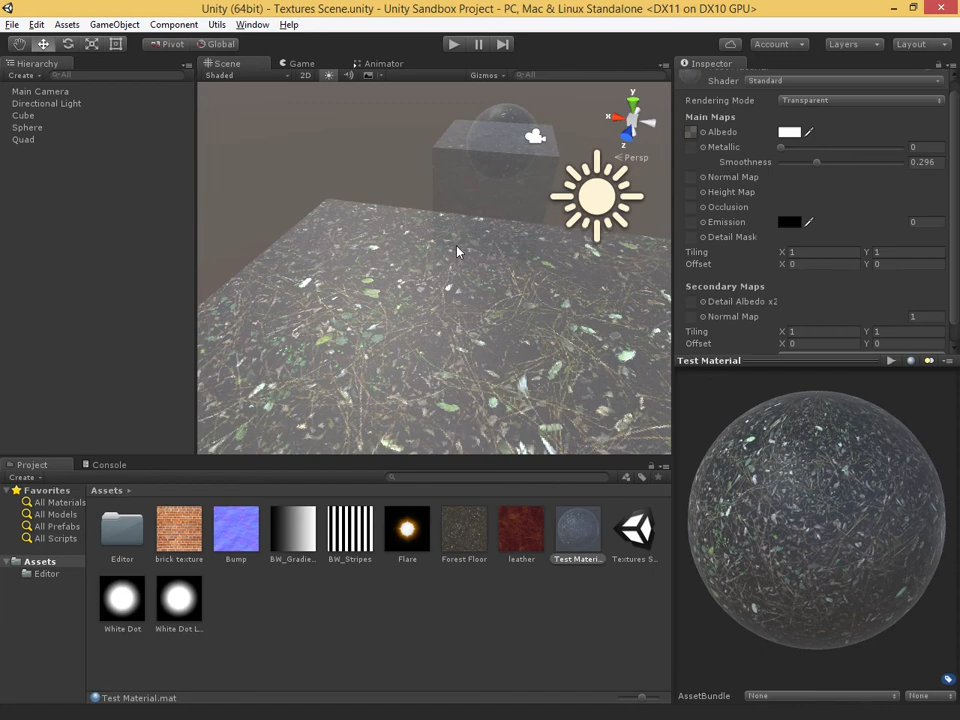 Unity (64bit) - Textures Scene.unity - Unity Sandbox Project - PC, Mac & Linux Standalone <DX11 on DX10 GPU>
File Edit Assets GameObject Component Utils Window Help
Pivot Global Account Layers Layout
Hierarchy
Create All
Main Camera
Directional Light
Cube
Sphere
Quad
Scene Game Animator
Shaded 2D Gizmos All
y
x
z
Persp
Inspector
Shader Standard
Rendering Mode Transparent
Main Maps
Albedo
Metallic 0
Smoothness 0.296
Normal Map
Height Map
Occlusion
Emission 0
Detail Mask
Tiling X 1 Y 1
Offset X 0 Y 0
Secondary Maps
Detail Albedo x2
Normal Map 1
Tiling X 1 Y 1
Offset X 0 Y 0
Test Material
AssetBundle None None
Project Console
Create
Favorites
All Materials
All Models
All Prefabs
All Scripts
Assets
Editor
Assets
Editor brick texture Bump BW_Gradie... BW_Stripes Flare Forest Floor leather Test Materi... Textures S...
White Dot White Dot L...
Test Material.mat